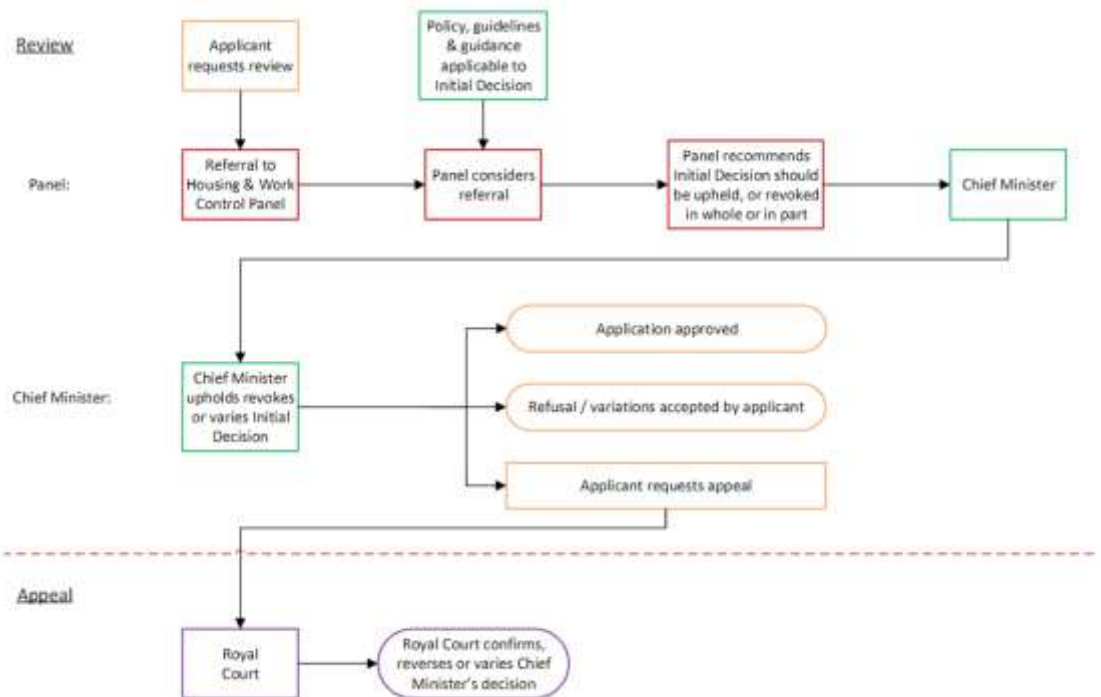 Review
Applicant
requests review
Policy, guidelines
& guidance
applicable to
Initial Decision
Panel:
Referral to
Housing & Work
Control Panel
Panel considers
referral
Panel recommends
Initial Decision should
be upheld, or revoked
in whole or in part
Chief Minister
Application approved
Chief Minister:
Chief Minister
upholds revokes
or varies Initial
Decision
Refusal / variations accepted by applicant
Applicant requests appeal
Appeal
Royal
Court
Royal Court confirms,
reverses or varies Chief
Minister's decision